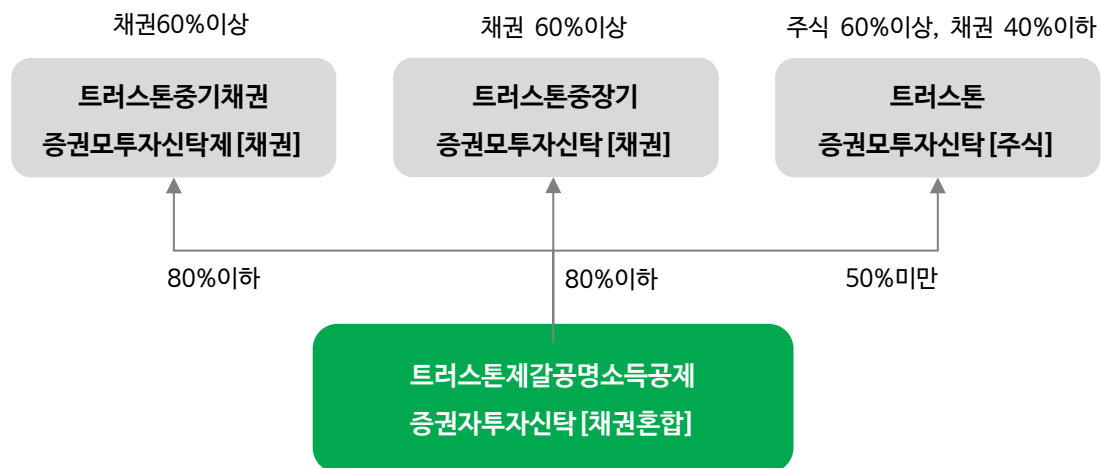 채권60%이상
채권 60%이상
주식 60%이상, 채권 40%이하
트러스톤중기채권
증권모투자신탁제[채권]
트러스톤중장기
증권모투자신탁[채권]
트러스톤
증권모투자신탁[주식]
80%이하
80%이하
50%미만
트러스톤제갈공명소득공제
증권자투자신탁[채권혼합]